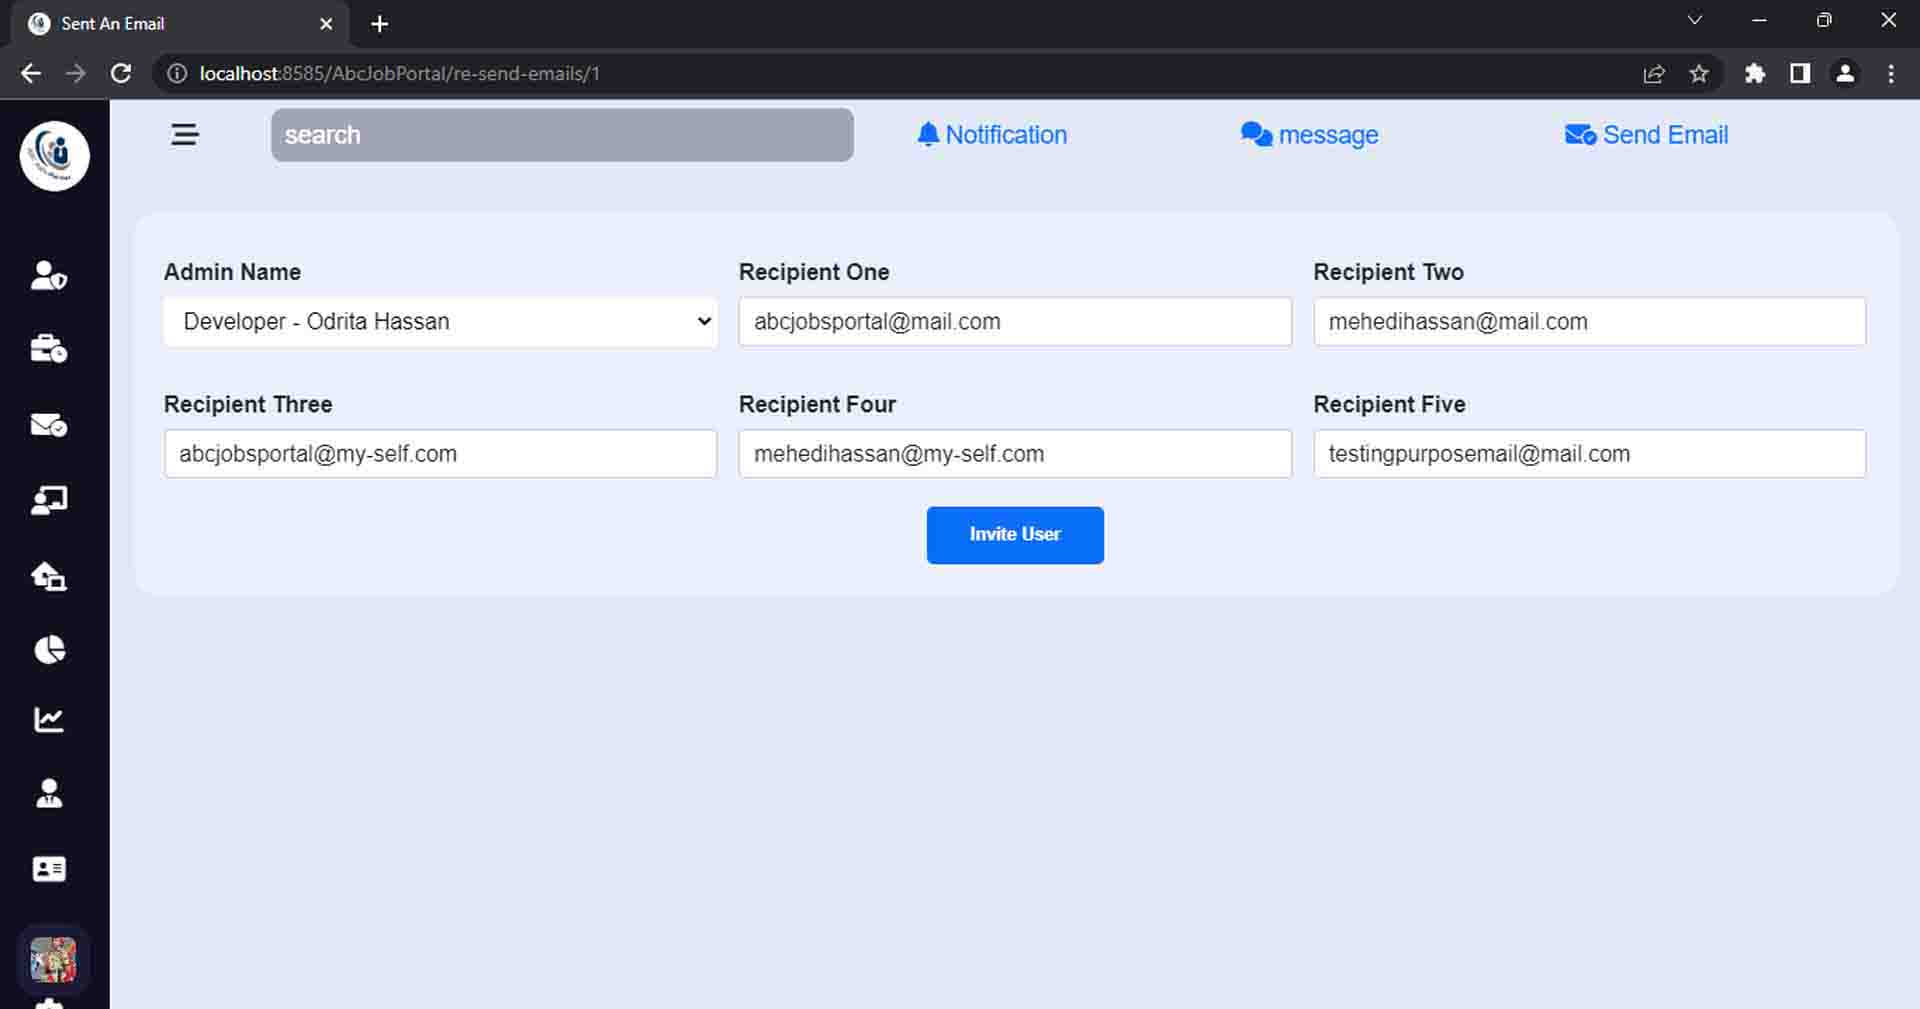 Sent An Email
localhost:8585/AbcJobPortal/re-send-emails/1
search
Notification
message
Send Email
Admin Name
Recipient One
Recipient Two
Developer - Odrita Hassan
abcjobsportal@mail.com
mehedihassan@mail.com
Recipient Three
Recipient Four
Recipient Five
abcjobsportal@my-self.com
mehedihassan@my-self.com
testingpurposemail@mail.com
Invite User